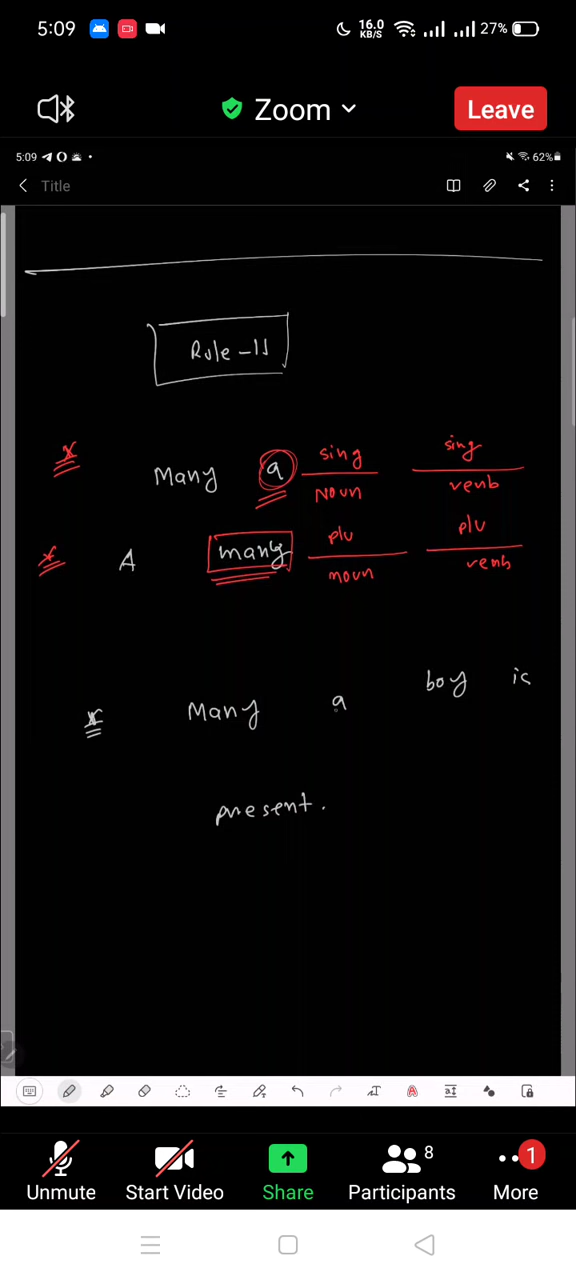 5:09 16.0 KB/S 27%
Zoom Leave
5:09 62%
Title
Rule-11
Many a sing Noun sing verb
A many plu noun plu verb
Many a boy is
present.
Unmute Start Video Share Participants 8 More 1